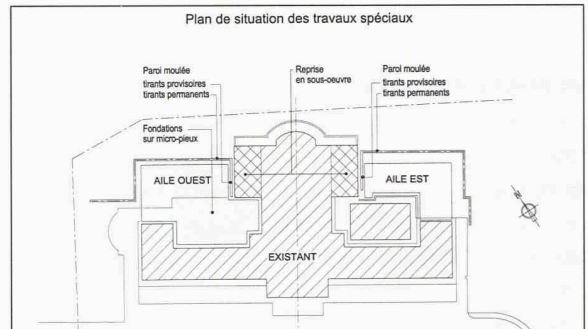 Plan de situation des travaux spéciaux
Paroi moulée
tirants provisoires
tirants permanents
Reprise
en sous-oeuvre
Paroi moulée
tirants provisoires
tirants permanents
Fondations
sur micro-pieux
AILE OUEST
AILE EST
N
EXISTANT